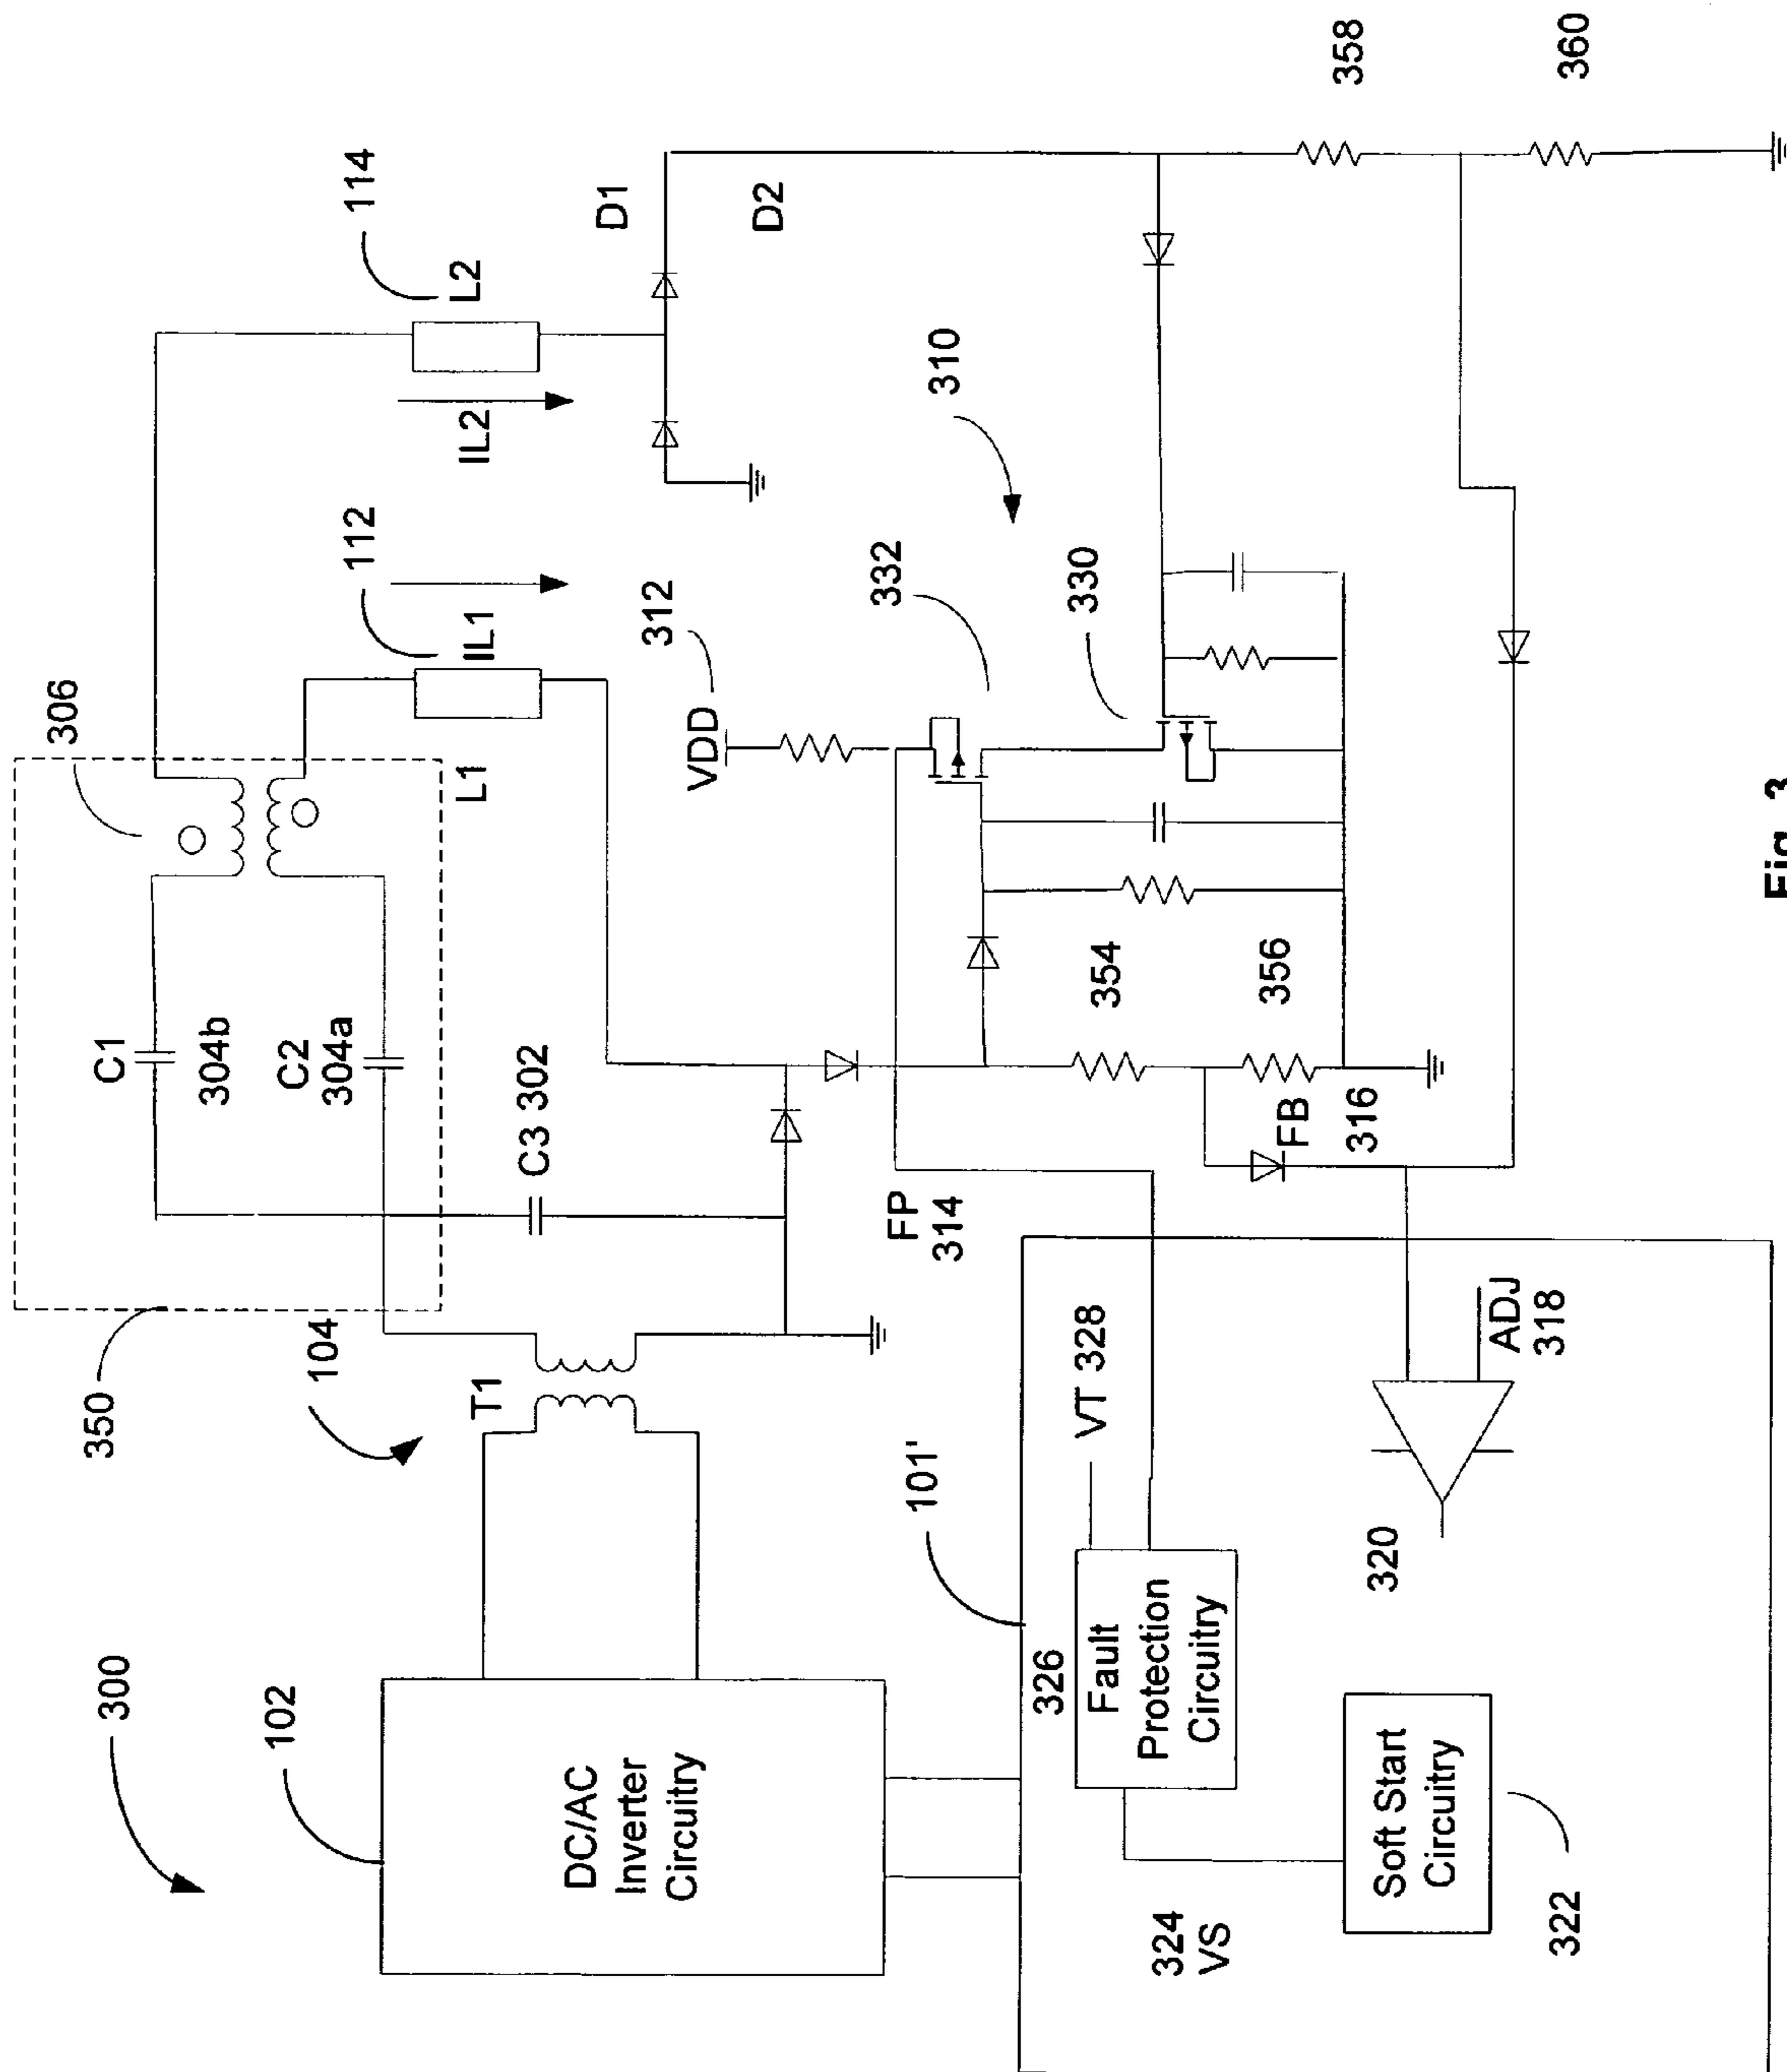 300
102
DC/AC
Inverter
Circuitry
350
104
T1
C1
304b
C2
304a
C3 302
306
L1
112
IL1
114
L2
IL2
D1
D2
312
VDD
332
330
310
358
360
354
356
FB
316
FP
314
101'
VT 328
326
Fault
Protection
Circuitry
324
VS
Soft Start
Circuitry
322
320
ADJ
318
Fig. 3